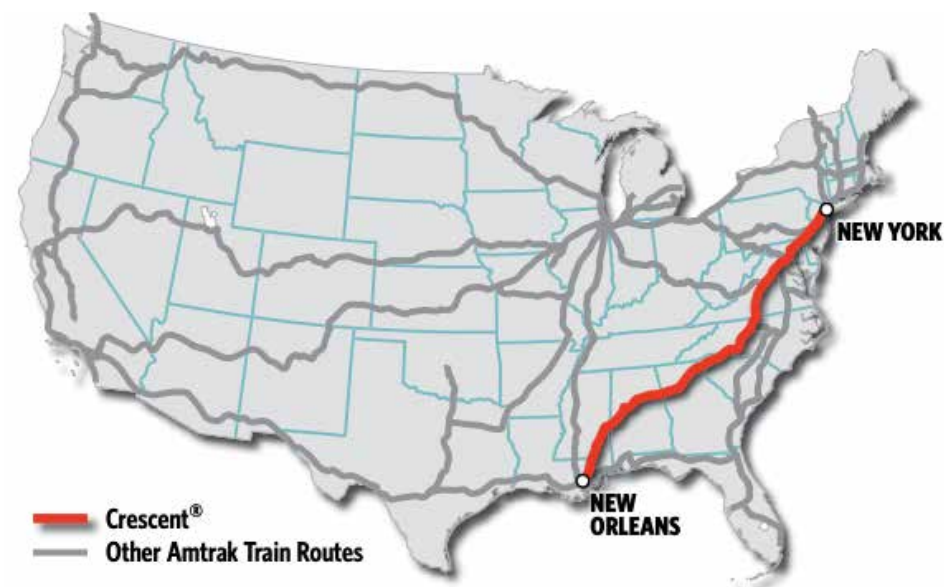 NEW YORK
NEW
ORLEANS
Crescent®
Other Amtrak Train Routes